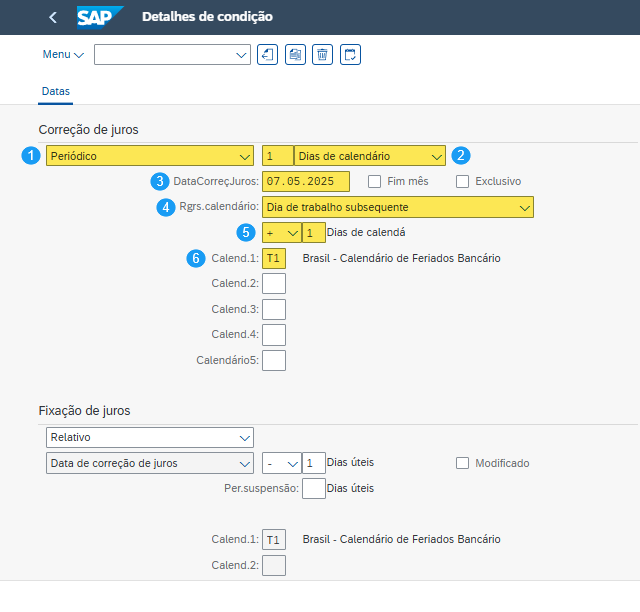 SAP Detalhes de condição
Menu
Datas
Correção de juros
1 Periódico 1 Dias de calendário 2
3 DataCorreçJuros: 07.05.2025 Fim mês Exclusivo
4 Rgrs.calendário: Dia de trabalho subsequente
5 + 1 Dias de calendá
6 Calend.1: T1 Brasil - Calendário de Feriados Bancário
Calend.2:
Calend.3:
Calend.4:
Calendário5:
Fixação de juros
Relativo
Data de correção de juros - 1 Dias úteis Modificado
Per.suspensão: Dias úteis
Calend.1: T1 Brasil - Calendário de Feriados Bancário
Calend.2: